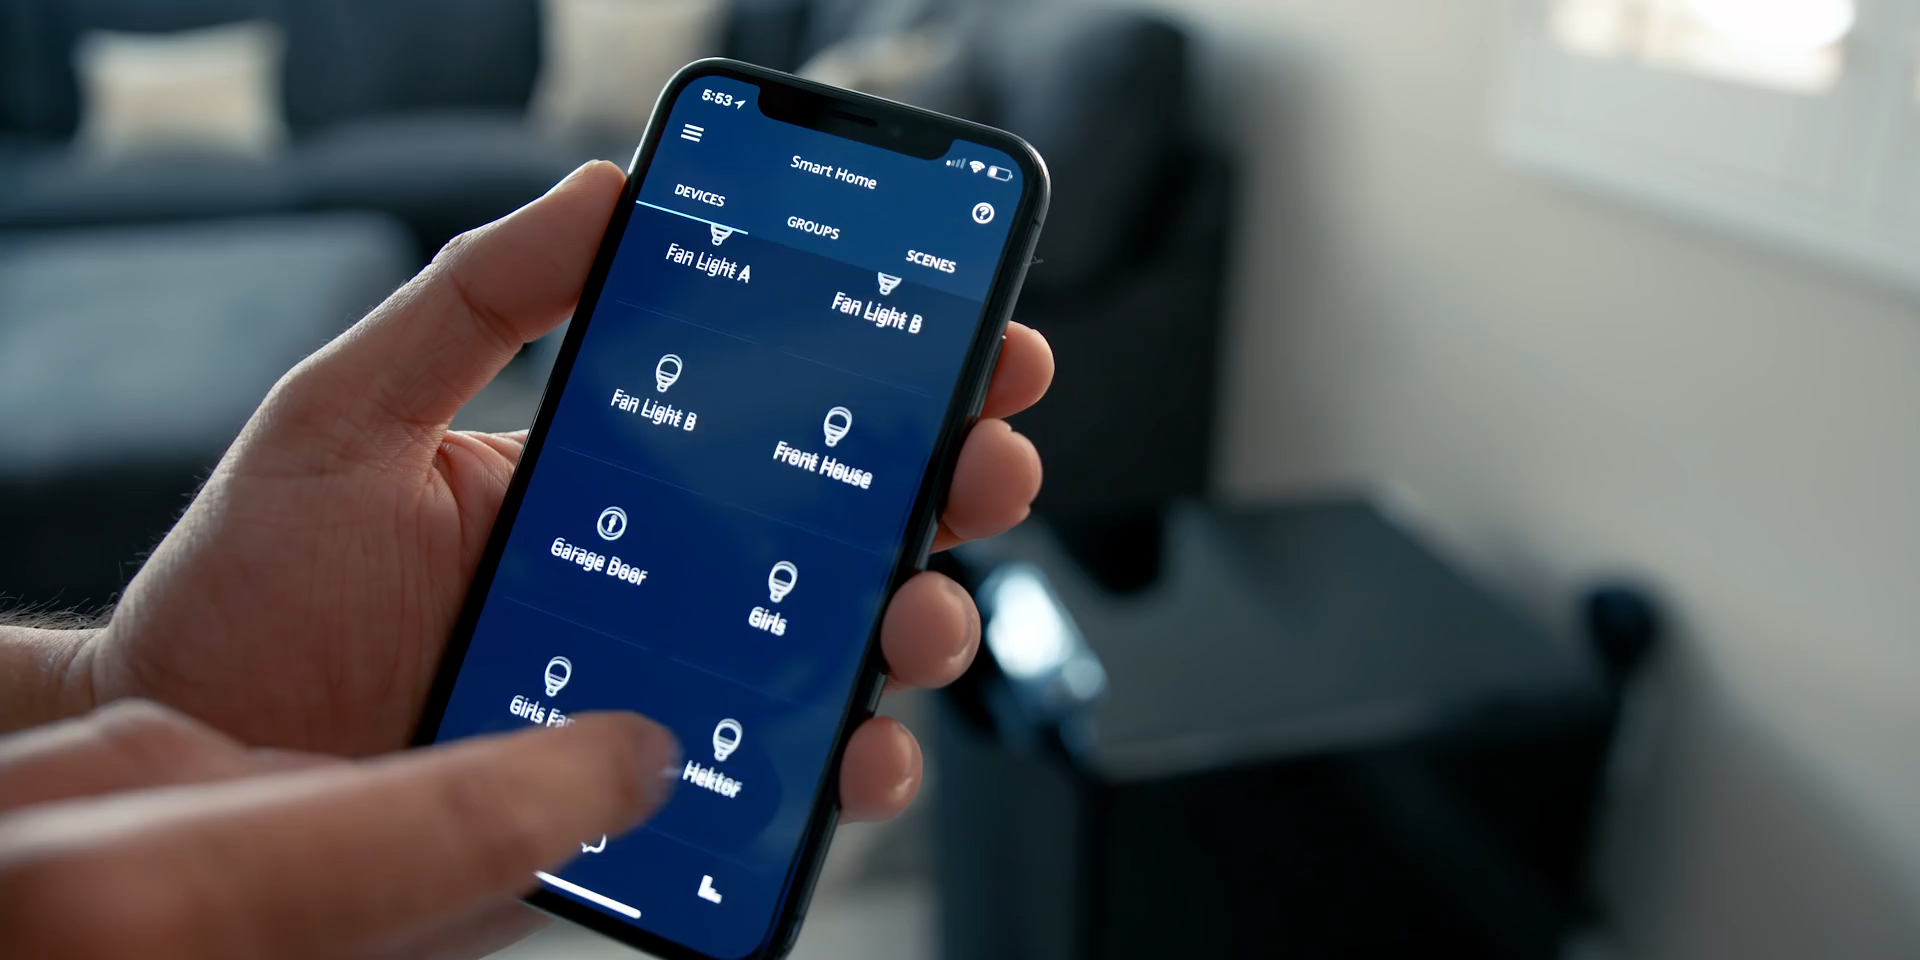 5:53
Smart Home
DEVICES
GROUPS
SCENES
Fan Light A
Fan Light B
Fan Light B
Front House
Garage Door
Girls
Girls
Hektor